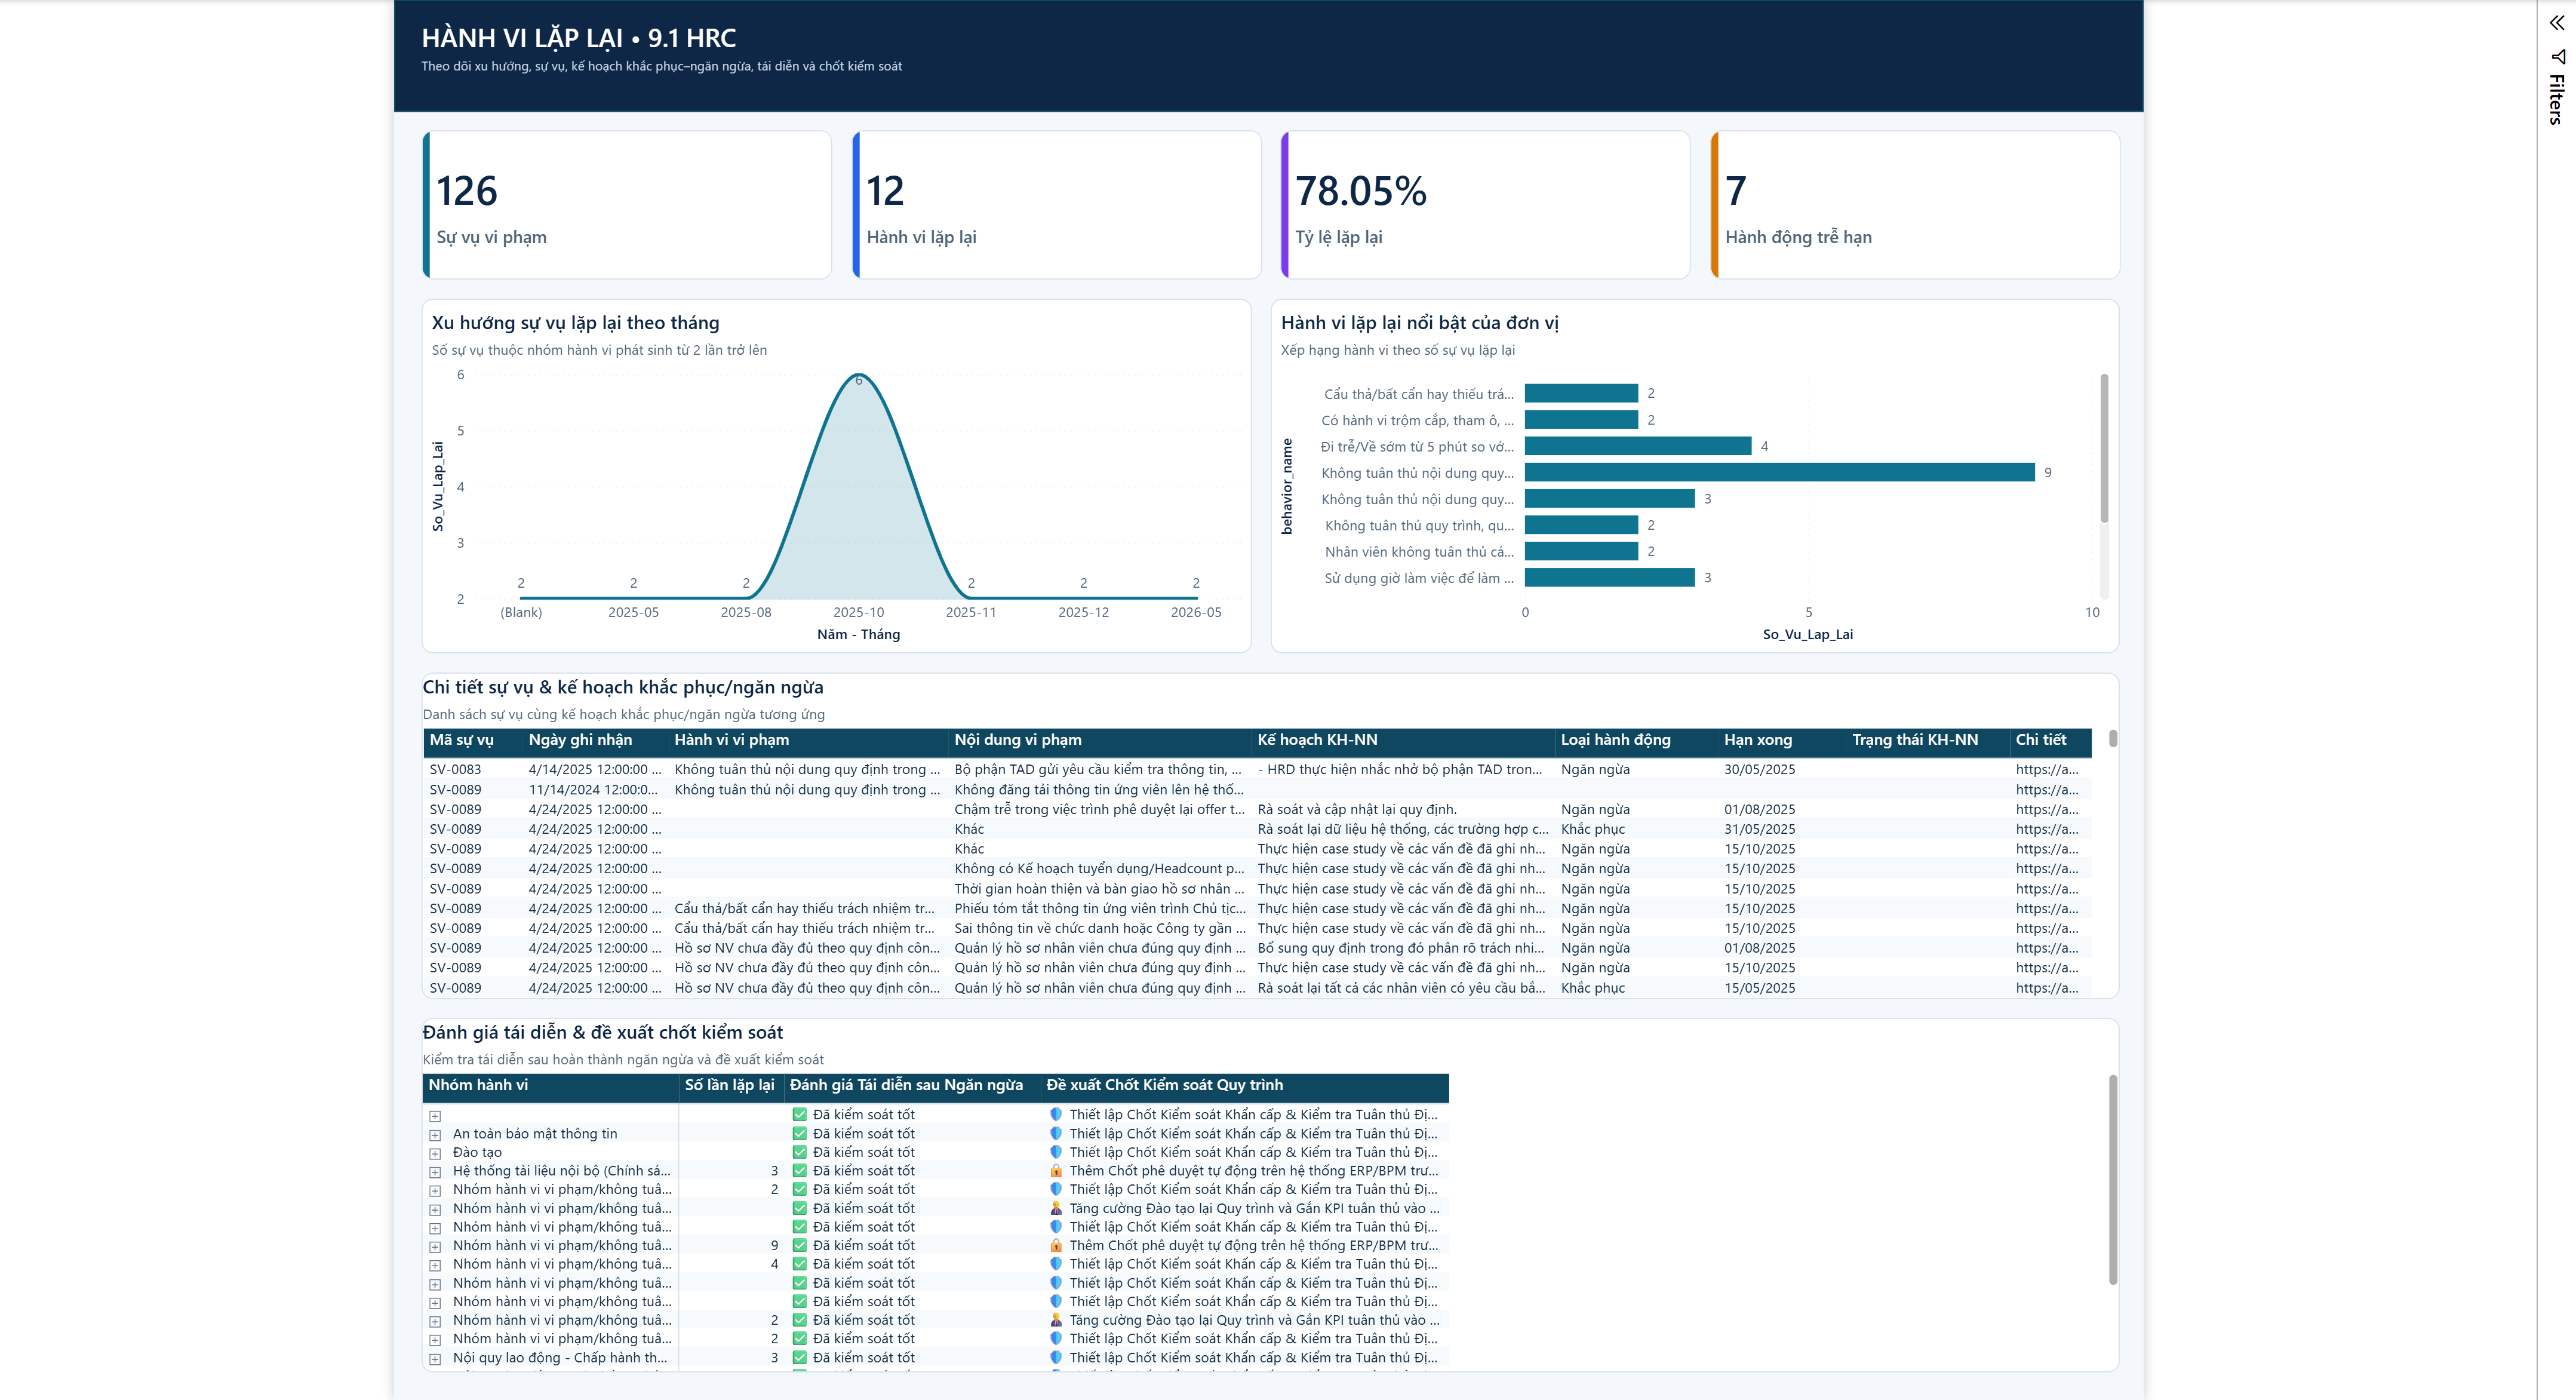 HÀNH VI LẶP LẠI • 9.1 HRC
Theo dõi xu hướng, sự vụ, kế hoạch khắc phục–ngăn ngừa, tái diễn và chốt kiểm soát
Filters
126
Sự vụ vi phạm
12
Hành vi lặp lại
78.05%
Tỷ lệ lặp lại
7
Hành động trễ hạn
Xu hướng sự vụ lặp lại theo tháng
Số sự vụ thuộc nhóm hành vi phát sinh từ 2 lần trở lên
So_Vu_Lap_Lai
6
5
4
3
2
2 2 2 6 2 2 2
(Blank) 2025-05 2025-08 2025-10 2025-11 2025-12 2026-05
Năm - Tháng
Hành vi lặp lại nổi bật của đơn vị
Xếp hạng hành vi theo số sự vụ lặp lại
behavior_name
Cẩu thả/bất cẩn hay thiếu trá... 2
Có hành vi trộm cắp, tham ô, ... 2
Đi trễ/Về sớm từ 5 phút so vớ... 4
Không tuân thủ nội dung quy... 9
Không tuân thủ nội dung quy... 3
Không tuân thủ quy trình, qu... 2
Nhân viên không tuân thủ cá... 2
Sử dụng giờ làm việc để làm ... 3
0 5 10
So_Vu_Lap_Lai
Chi tiết sự vụ & kế hoạch khắc phục/ngăn ngừa
Danh sách sự vụ cùng kế hoạch khắc phục/ngăn ngừa tương ứng
Mã sự vụ Ngày ghi nhận Hành vi vi phạm Nội dung vi phạm Kế hoạch KH-NN Loại hành động Hạn xong Trạng thái KH-NN Chi tiết
SV-0083 4/14/2025 12:00:00 ... Không tuân thủ nội dung quy định trong ... Bộ phận TAD gửi yêu cầu kiểm tra thông tin, ... - HRD thực hiện nhắc nhở bộ phận TAD tron... Ngăn ngừa 30/05/2025 https://a...
SV-0089 11/14/2024 12:00:0... Không tuân thủ nội dung quy định trong ... Không đăng tải thông tin ứng viên lên hệ thố... https://a...
SV-0089 4/24/2025 12:00:00 ... Chậm trễ trong việc trình phê duyệt lại offer t... Rà soát và cập nhật lại quy định. Ngăn ngừa 01/08/2025 https://a...
SV-0089 4/24/2025 12:00:00 ... Khác Rà soát lại dữ liệu hệ thống, các trường hợp c... Khắc phục 31/05/2025 https://a...
SV-0089 4/24/2025 12:00:00 ... Khác Thực hiện case study về các vấn đề đã ghi nh... Ngăn ngừa 15/10/2025 https://a...
SV-0089 4/24/2025 12:00:00 ... Không có Kế hoạch tuyển dụng/Headcount p... Thực hiện case study về các vấn đề đã ghi nh... Ngăn ngừa 15/10/2025 https://a...
SV-0089 4/24/2025 12:00:00 ... Thời gian hoàn thiện và bàn giao hồ sơ nhân ... Thực hiện case study về các vấn đề đã ghi nh... Ngăn ngừa 15/10/2025 https://a...
SV-0089 4/24/2025 12:00:00 ... Cẩu thả/bất cẩn hay thiếu trách nhiệm tr... Phiếu tóm tắt thông tin ứng viên trình Chủ tịc... Thực hiện case study về các vấn đề đã ghi nh... Ngăn ngừa 15/10/2025 https://a...
SV-0089 4/24/2025 12:00:00 ... Cẩu thả/bất cẩn hay thiếu trách nhiệm tr... Sai thông tin về chức danh hoặc Công ty gần ... Thực hiện case study về các vấn đề đã ghi nh... Ngăn ngừa 15/10/2025 https://a...
SV-0089 4/24/2025 12:00:00 ... Hồ sơ NV chưa đầy đủ theo quy định côn... Quản lý hồ sơ nhân viên chưa đúng quy định ... Bổ sung quy định trong đó phân rõ trách nhi... Ngăn ngừa 01/08/2025 https://a...
SV-0089 4/24/2025 12:00:00 ... Hồ sơ NV chưa đầy đủ theo quy định côn... Quản lý hồ sơ nhân viên chưa đúng quy định ... Thực hiện case study về các vấn đề đã ghi nh... Ngăn ngừa 15/10/2025 https://a...
SV-0089 4/24/2025 12:00:00 ... Hồ sơ NV chưa đầy đủ theo quy định côn... Quản lý hồ sơ nhân viên chưa đúng quy định ... Rà soát lại tất cả các nhân viên có yêu cầu bả... Khắc phục 15/05/2025 https://a...
Đánh giá tái diễn & đề xuất chốt kiểm soát
Kiểm tra tái diễn sau hoàn thành ngăn ngừa và đề xuất kiểm soát
Nhóm hành vi Số lần lặp lại Đánh giá Tái diễn sau Ngăn ngừa Đề xuất Chốt Kiểm soát Quy trình
Đã kiểm soát tốt Thiết lập Chốt Kiểm soát Khẩn cấp & Kiểm tra Tuân thủ Đị...
An toàn bảo mật thông tin Đã kiểm soát tốt Thiết lập Chốt Kiểm soát Khẩn cấp & Kiểm tra Tuân thủ Đị...
Đào tạo Đã kiểm soát tốt Thiết lập Chốt Kiểm soát Khẩn cấp & Kiểm tra Tuân thủ Đị...
Hệ thống tài liệu nội bộ (Chính sá... 3 Đã kiểm soát tốt Thêm Chốt phê duyệt tự động trên hệ thống ERP/BPM trư...
Nhóm hành vi vi phạm/không tuâ... 2 Đã kiểm soát tốt Thiết lập Chốt Kiểm soát Khẩn cấp & Kiểm tra Tuân thủ Đị...
Nhóm hành vi vi phạm/không tuâ... Đã kiểm soát tốt Tăng cường Đào tạo lại Quy trình và Gắn KPI tuân thủ vào ...
Nhóm hành vi vi phạm/không tuâ... Đã kiểm soát tốt Thiết lập Chốt Kiểm soát Khẩn cấp & Kiểm tra Tuân thủ Đị...
Nhóm hành vi vi phạm/không tuâ... 9 Đã kiểm soát tốt Thêm Chốt phê duyệt tự động trên hệ thống ERP/BPM trư...
Nhóm hành vi vi phạm/không tuâ... 4 Đã kiểm soát tốt Thiết lập Chốt Kiểm soát Khẩn cấp & Kiểm tra Tuân thủ Đị...
Nhóm hành vi vi phạm/không tuâ... Đã kiểm soát tốt Thiết lập Chốt Kiểm soát Khẩn cấp & Kiểm tra Tuân thủ Đị...
Nhóm hành vi vi phạm/không tuâ... Đã kiểm soát tốt Thiết lập Chốt Kiểm soát Khẩn cấp & Kiểm tra Tuân thủ Đị...
Nhóm hành vi vi phạm/không tuâ... 2 Đã kiểm soát tốt Tăng cường Đào tạo lại Quy trình và Gắn KPI tuân thủ vào ...
Nhóm hành vi vi phạm/không tuâ... 2 Đã kiểm soát tốt Thiết lập Chốt Kiểm soát Khẩn cấp & Kiểm tra Tuân thủ Đị...
Nội quy lao động - Chấp hành th... 3 Đã kiểm soát tốt Thiết lập Chốt Kiểm soát Khẩn cấp & Kiểm tra Tuân thủ Đị...